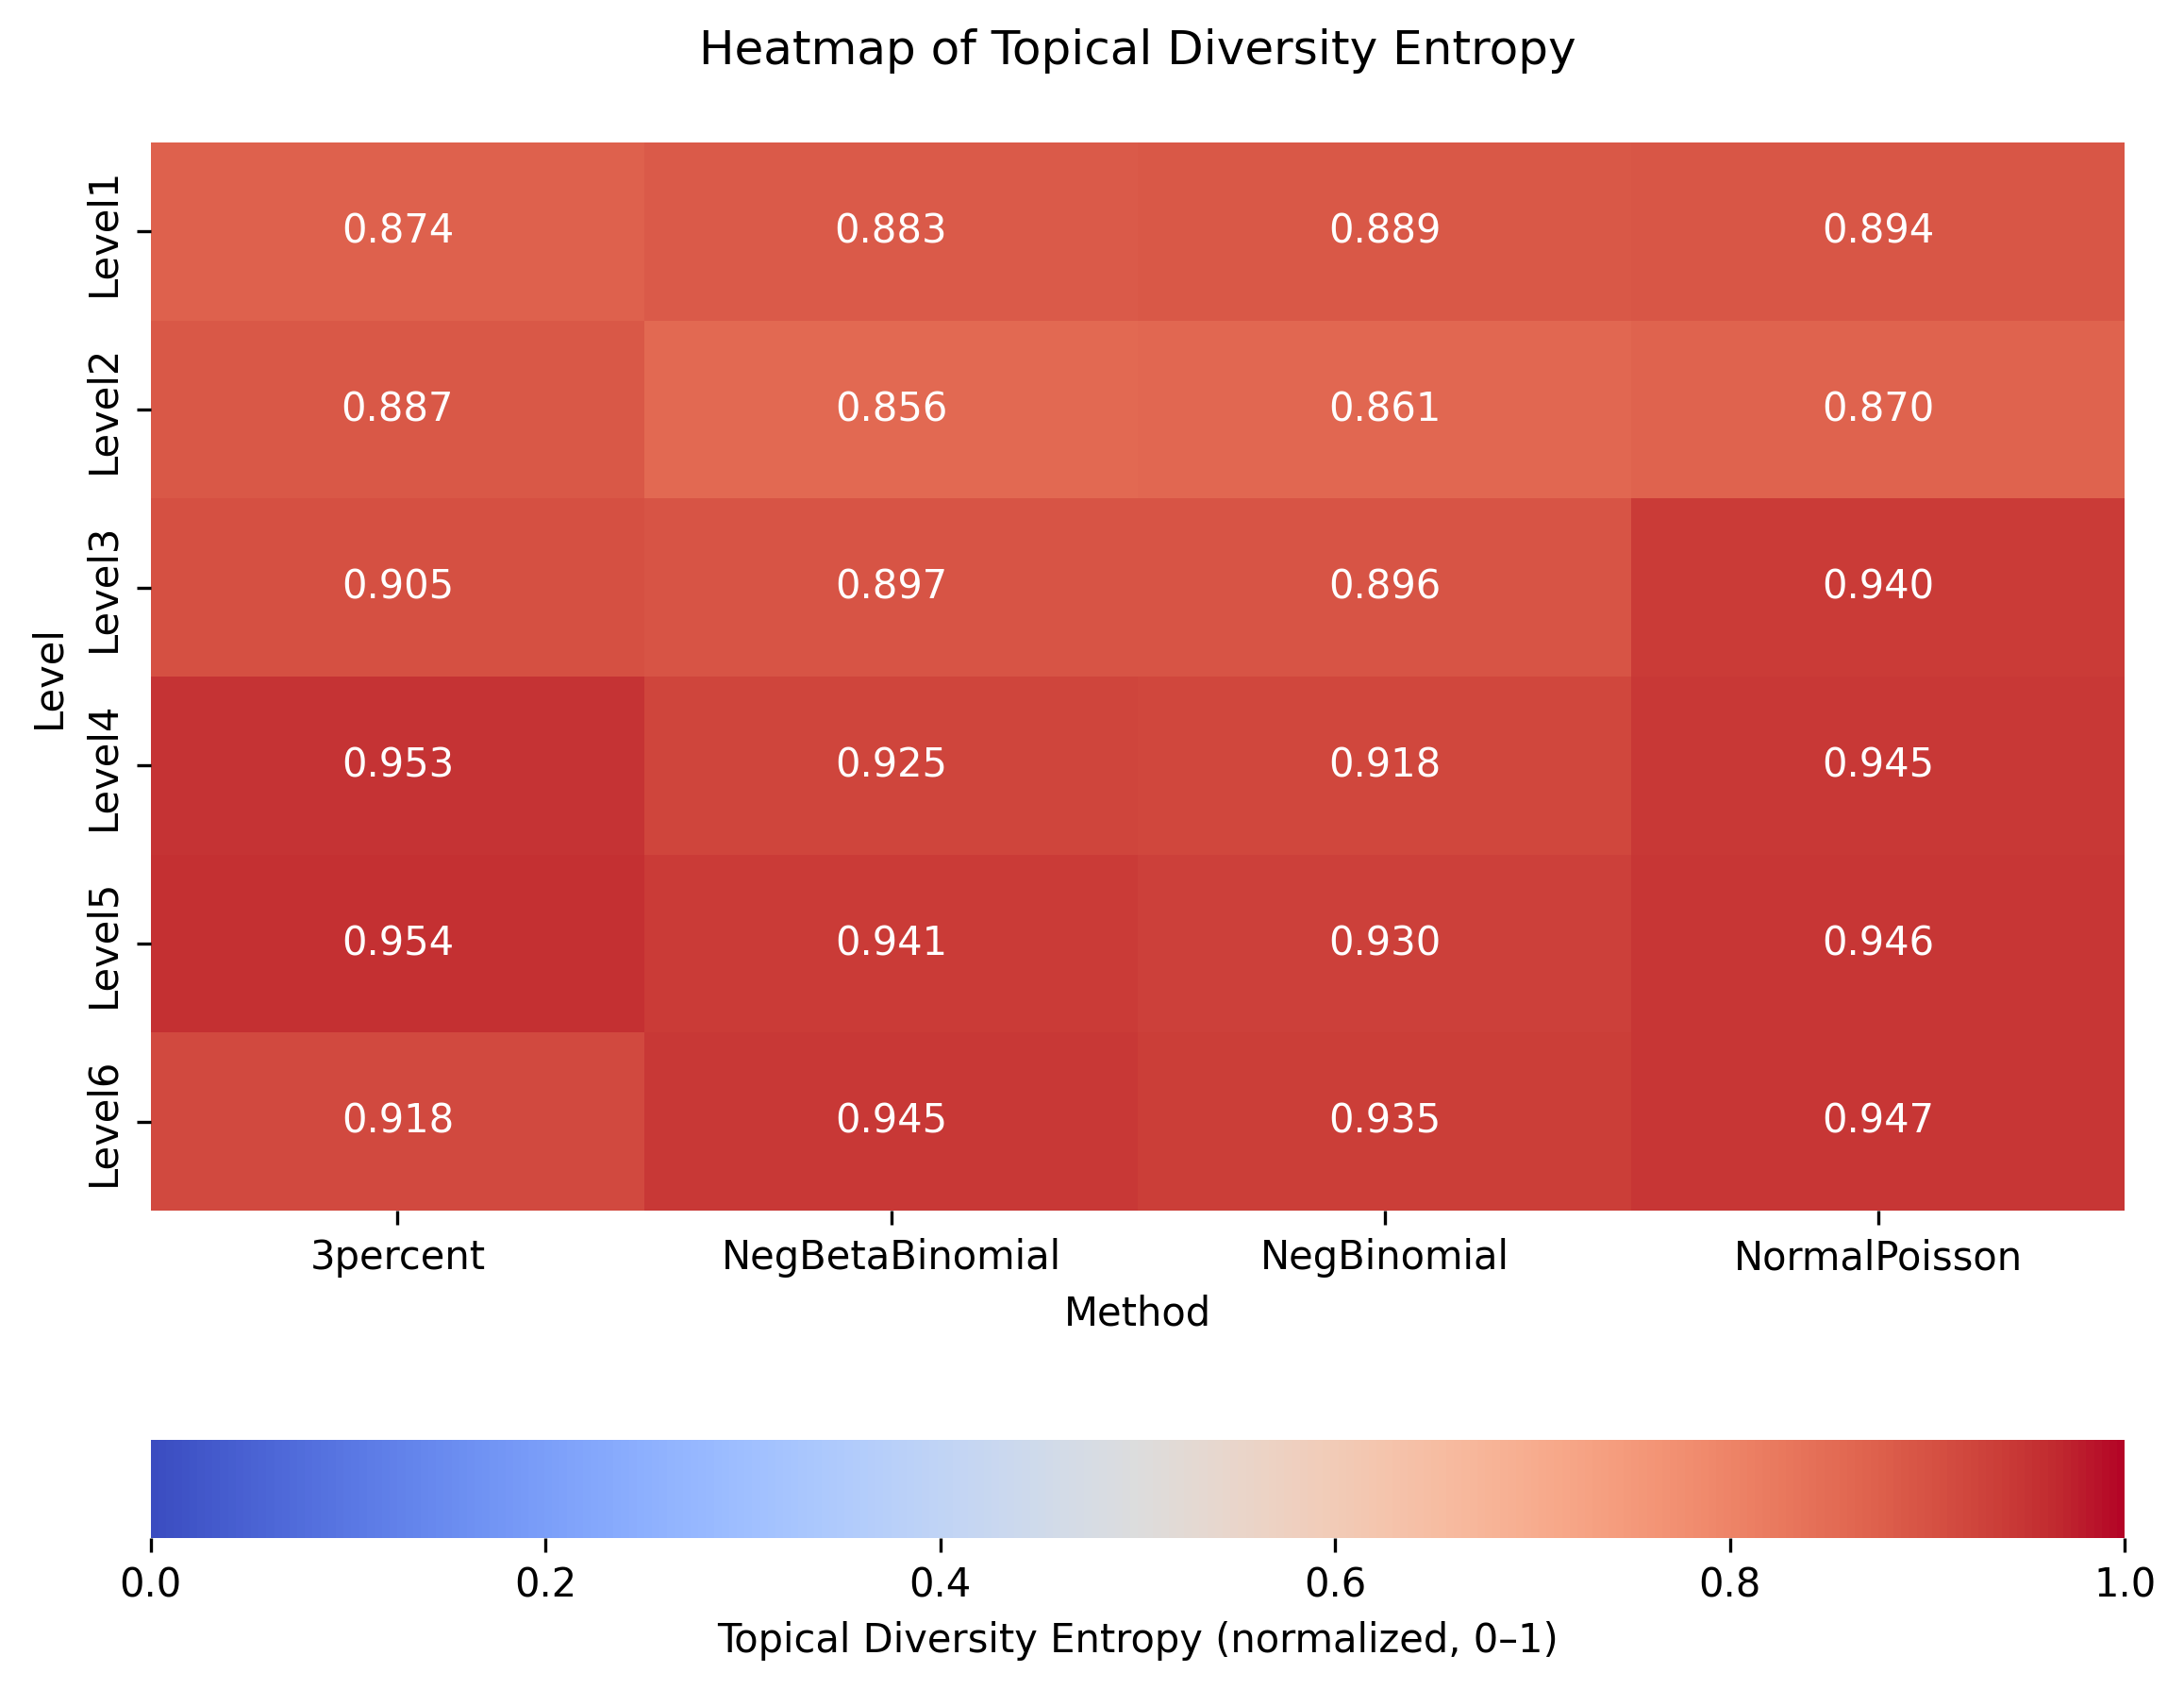 Heatmap of Topical Diversity Entropy
Level
Level1 0.874 0.883 0.889 0.894
Level2 0.887 0.856 0.861 0.870
Level3 0.905 0.897 0.896 0.940
Level4 0.953 0.925 0.918 0.945
Level5 0.954 0.941 0.930 0.946
Level6 0.918 0.945 0.935 0.947
3percent NegBetaBinomial NegBinomial NormalPoisson
Method
0.0 0.2 0.4 0.6 0.8 1.0
Topical Diversity Entropy (normalized, 0–1)